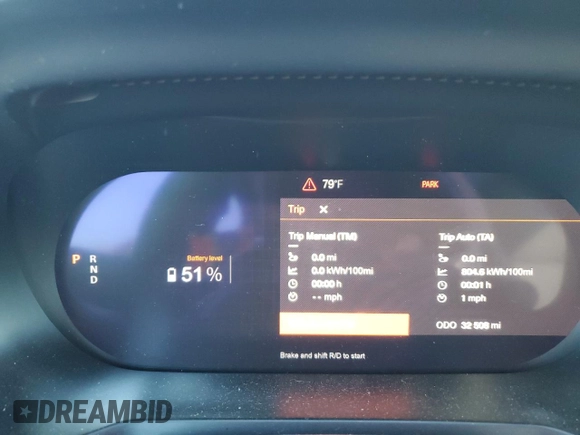 79°F
PARK
Trip ×
Trip Manual (TM)
Trip Auto (TA)
0.0 mi
0.0 mi
P R
N
D
Battery level
51 %
0.0 kWh/100mi
804.6 kWh/100mi
00:00 h
00:01 h
-- mph
1 mph
ODO 32 508 mi
Brake and shift R/D to start
DREAMBID